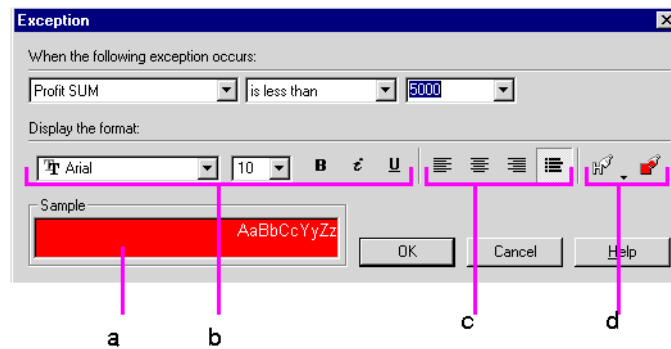 Exception
When the following exception occurs:
Profit SUM is less than 5000
Display the format:
Arial 10 B i U
Sample
AaBbCcYyZz
OK Cancel Help
a b c d